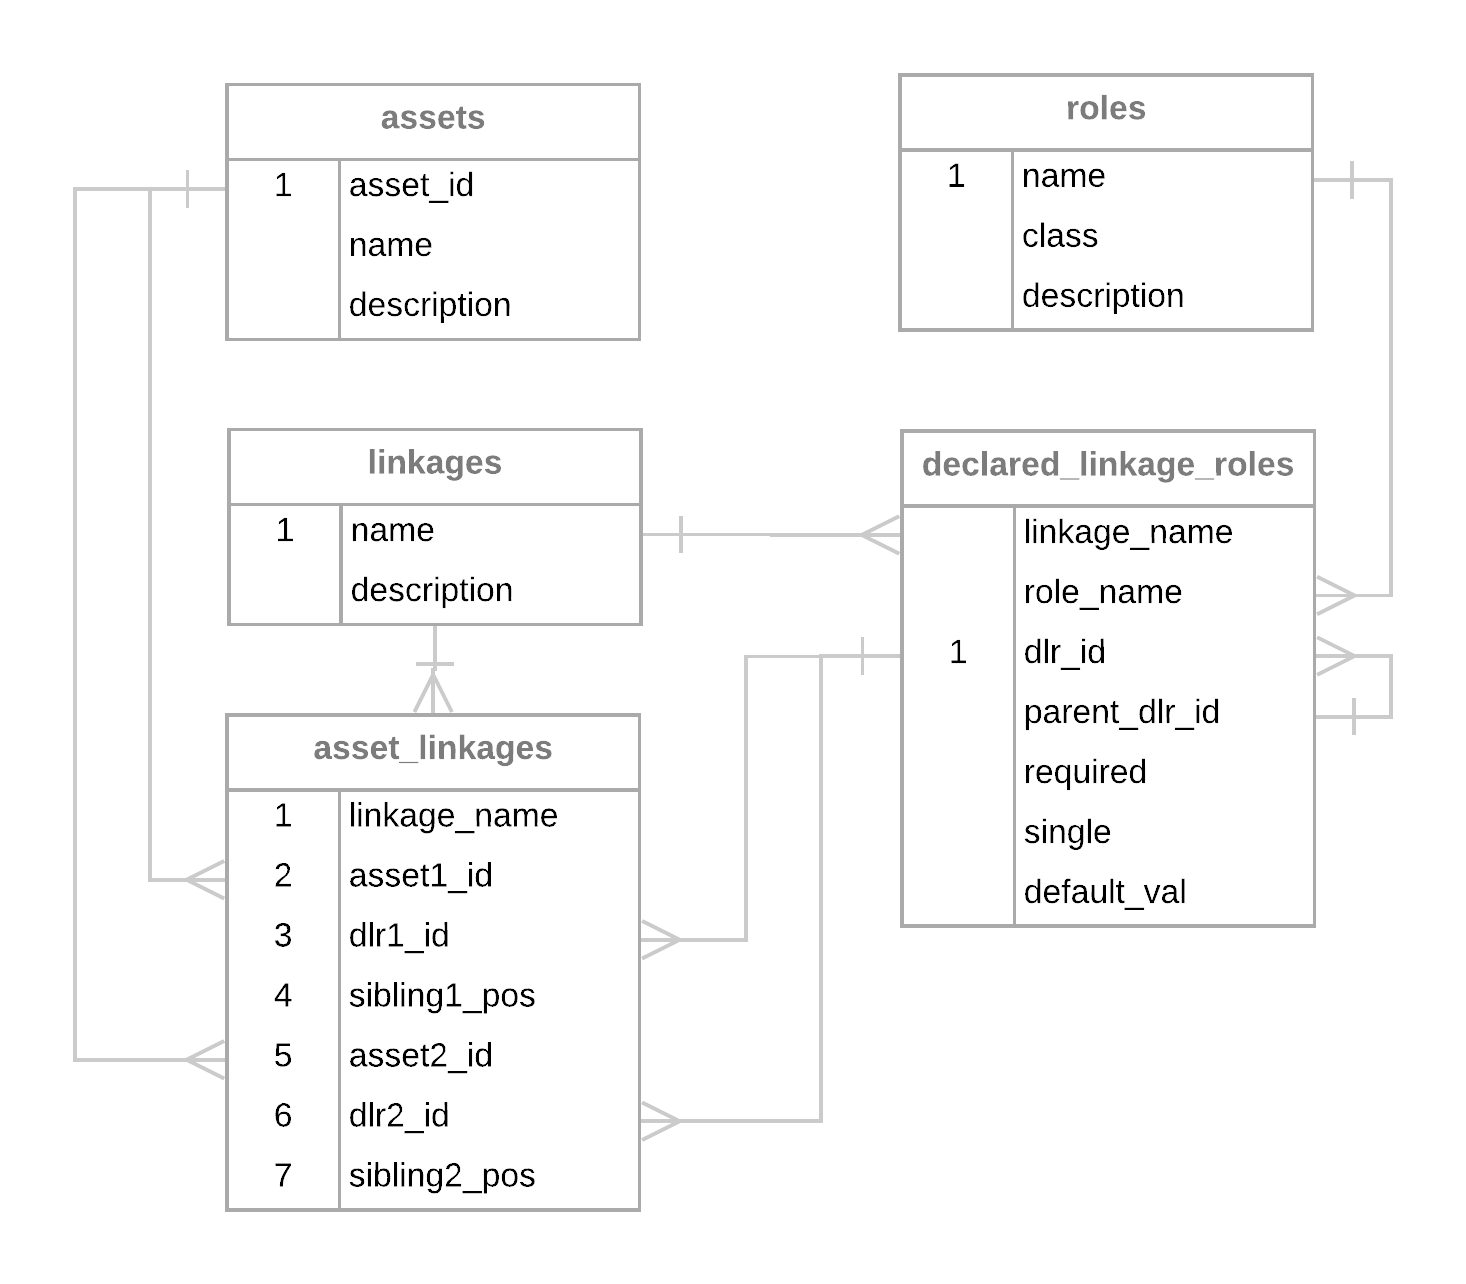 assets
1 asset_id
name
description
roles
1 name
class
description
linkages
1 name
description
declared_linkage_roles
linkage_name
role_name
1 dlr_id
parent_dlr_id
required
single
default_val
asset_linkages
1 linkage_name
2 asset1_id
3 dlr1_id
4 sibling1_pos
5 asset2_id
6 dlr2_id
7 sibling2_pos